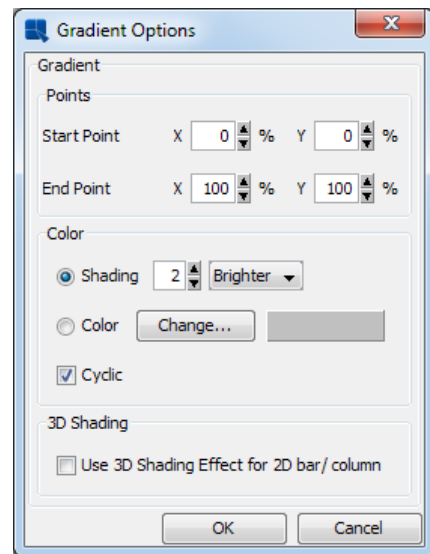 Gradient Options
Gradient
Points
Start Point X 0 % Y 0 %
End Point X 100 % Y 100 %
Color
Shading 2 Brighter
Color Change...
Cyclic
3D Shading
Use 3D Shading Effect for 2D bar/ column
OK Cancel